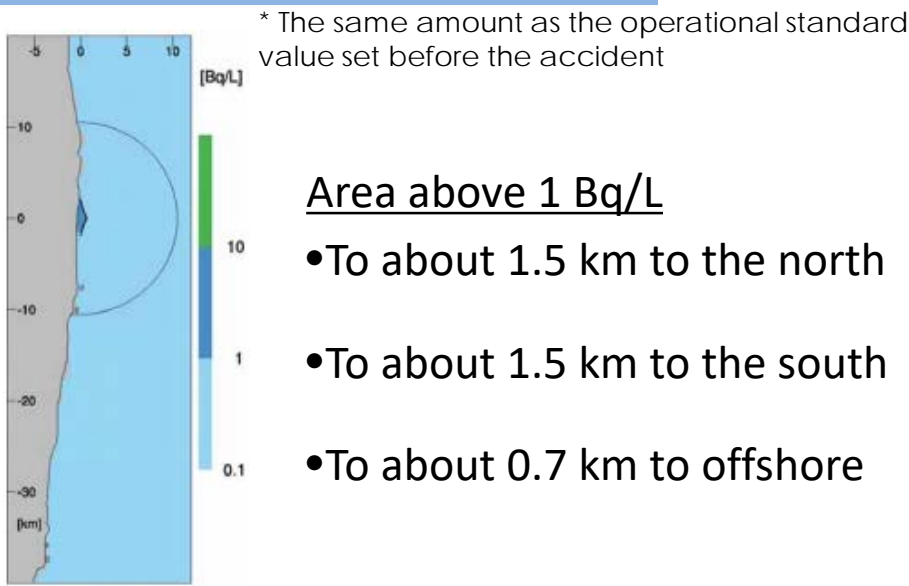 * The same amount as the operational standard
value set before the accident
-5 0 5 10
[Bq/L]
10
0
-10
-20
-30
[km]
10
1
0.1
Area above 1 Bq/L
•To about 1.5 km to the north
•To about 1.5 km to the south
•To about 0.7 km to offshore